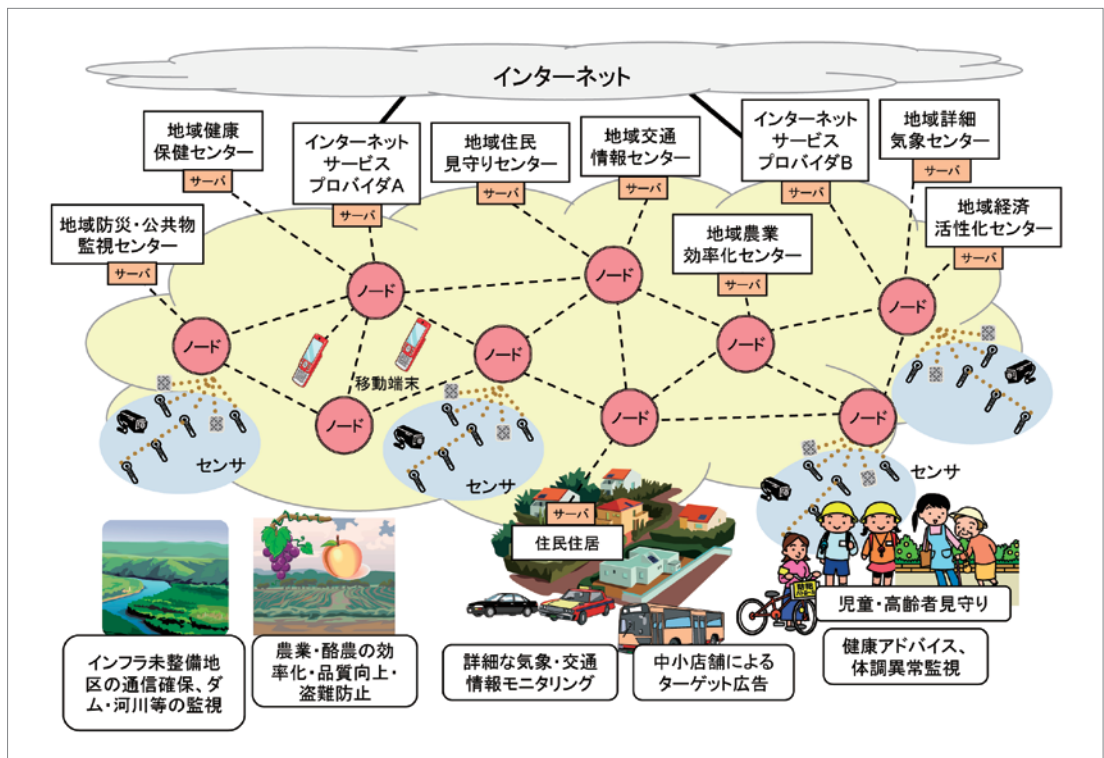 インターネット
地域健康
保健センター
サーバ
インターネット
サービス
プロバイダA
サーバ
地域住民
見守りセンター
サーバ
地域交通
情報センター
サーバ
インターネット
サービス
プロバイダB
サーバ
地域詳細
気象センター
サーバ
地域防災・公共物
監視センター
サーバ
地域農業
効率化センター
サーバ
地域経済
活性化センター
サーバ
ノード
ノード
ノード
ノード
ノード
ノード
ノード
ノード
ノード
移動端末
センサ
センサ
センサ
サーバ
住民住居
児童・高齢者見守り
インフラ未整備地
区の通信確保、ダ
ム・河川等の監視
農業・酪農の効
率化・品質向上・
盗難防止
詳細な気象・交通
情報モニタリング
中小店舗による
ターゲット広告
健康アドバイス、
体調異常監視